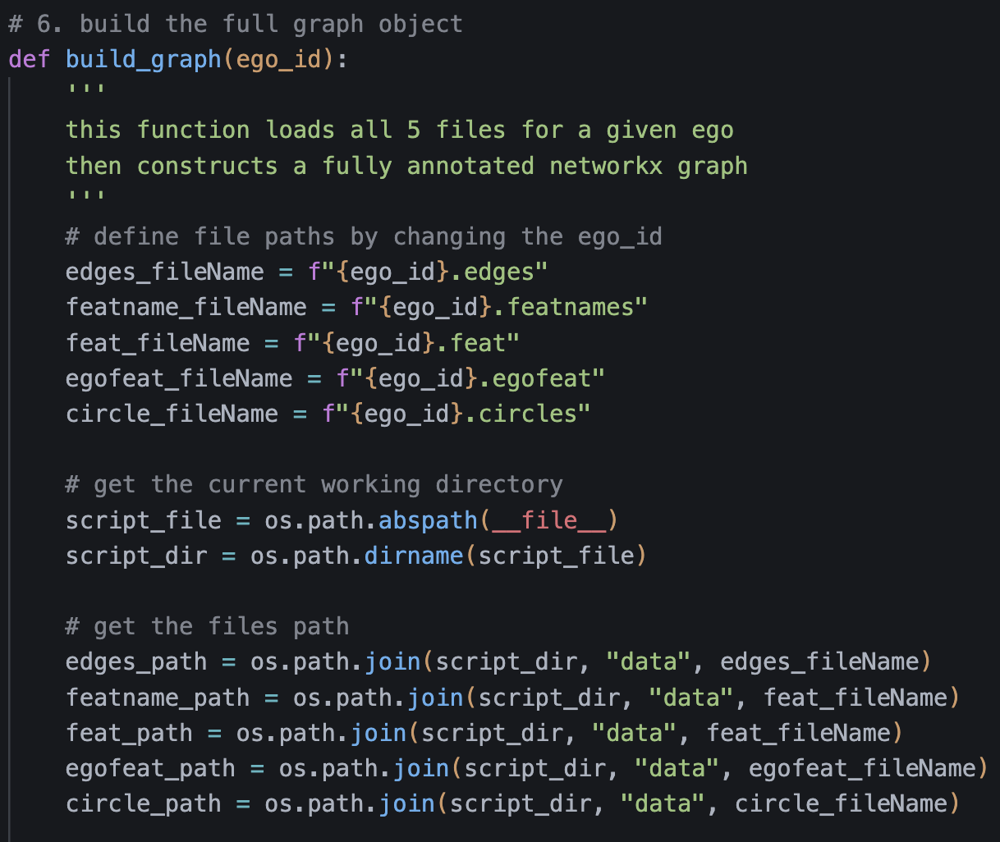 # 6. build the full graph object
def build_graph(ego_id):
    '''
    this function loads all 5 files for a given ego
    then constructs a fully annotated networkx graph
    '''
    # define file paths by changing the ego_id
    edges_fileName = f"{ego_id}.edges"
    featname_fileName = f"{ego_id}.featnames"
    feat_fileName = f"{ego_id}.feat"
    egofeat_fileName = f"{ego_id}.egofeat"
    circle_fileName = f"{ego_id}.circles"

    # get the current working directory
    script_file = os.path.abspath(__file__)
    script_dir = os.path.dirname(script_file)

    # get the files path
    edges_path = os.path.join(script_dir, "data", edges_fileName)
    featname_path = os.path.join(script_dir, "data", feat_fileName)
    feat_path = os.path.join(script_dir, "data", feat_fileName)
    egofeat_path = os.path.join(script_dir, "data", egofeat_fileName)
    circle_path = os.path.join(script_dir, "data", circle_fileName)